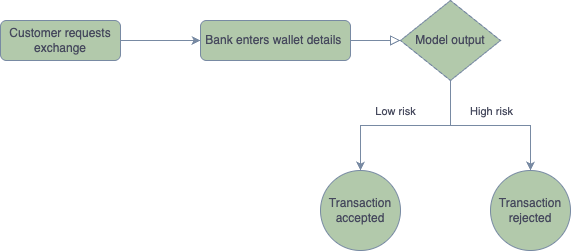 Customer requests
exchange
Bank enters wallet details
Model output
Low risk
High risk
Transaction
accepted
Transaction
rejected